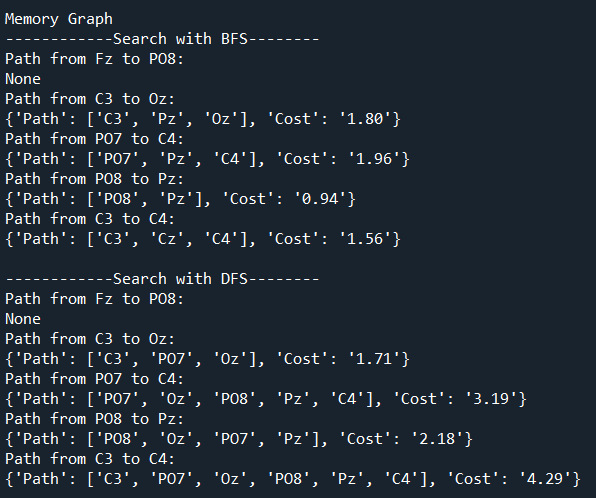 Memory Graph
------------Search with BFS--------
Path from Fz to PO8:
None
Path from C3 to Oz:
{'Path': ['C3', 'Pz', 'Oz'], 'Cost': '1.80'}
Path from PO7 to C4:
{'Path': ['PO7', 'Pz', 'C4'], 'Cost': '1.96'}
Path from PO8 to Pz:
{'Path': ['PO8', 'Pz'], 'Cost': '0.94'}
Path from C3 to C4:
{'Path': ['C3', 'Cz', 'C4'], 'Cost': '1.56'}

------------Search with DFS--------
Path from Fz to PO8:
None
Path from C3 to Oz:
{'Path': ['C3', 'PO7', 'Oz'], 'Cost': '1.71'}
Path from PO7 to C4:
{'Path': ['PO7', 'Oz', 'PO8', 'Pz', 'C4'], 'Cost': '3.19'}
Path from PO8 to Pz:
{'Path': ['PO8', 'Oz', 'PO7', 'Pz'], 'Cost': '2.18'}
Path from C3 to C4:
{'Path': ['C3', 'PO7', 'Oz', 'PO8', 'Pz', 'C4'], 'Cost': '4.29'}